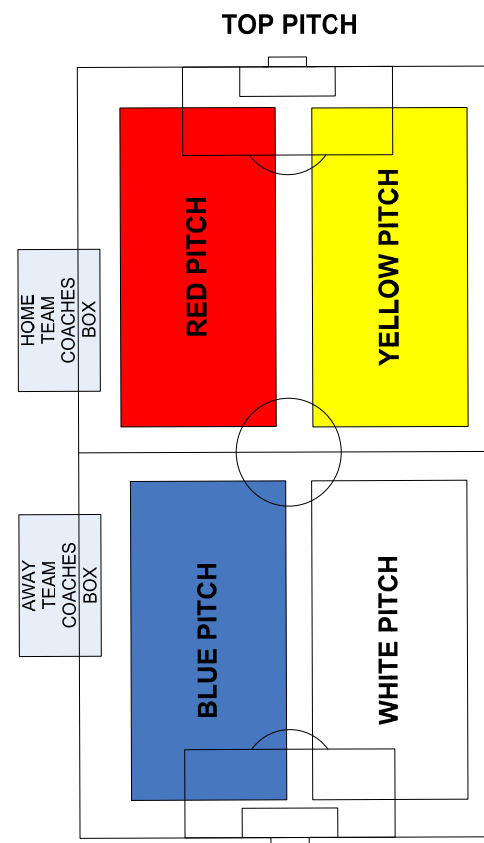 TOP PITCH
RED PITCH
YELLOW PITCH
HOME
TEAM
COACHES
BOX
AWAY
TEAM
COACHES
BOX
BLUE PITCH
WHITE PITCH